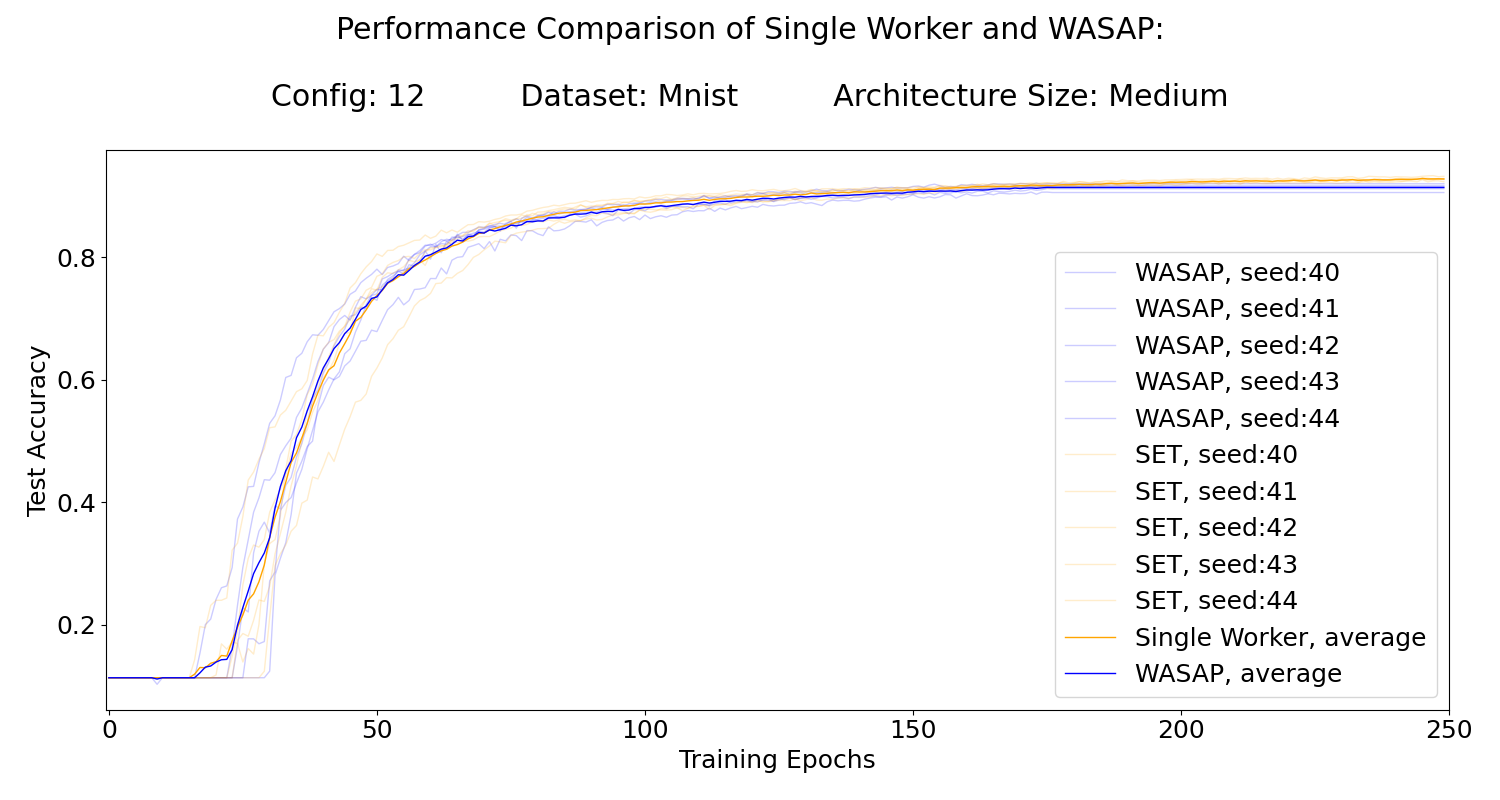 Performance Comparison of Single Worker and WASAP:
Config: 12 Dataset: Mnist Architecture Size: Medium
0.8
0.6
0.4
0.2
Test Accuracy
WASAP, seed:40
WASAP, seed:41
WASAP, seed:42
WASAP, seed:43
WASAP, seed:44
SET, seed:40
SET, seed:41
SET, seed:42
SET, seed:43
SET, seed:44
Single Worker, average
WASAP, average
0 50 100 150 200 250
Training Epochs